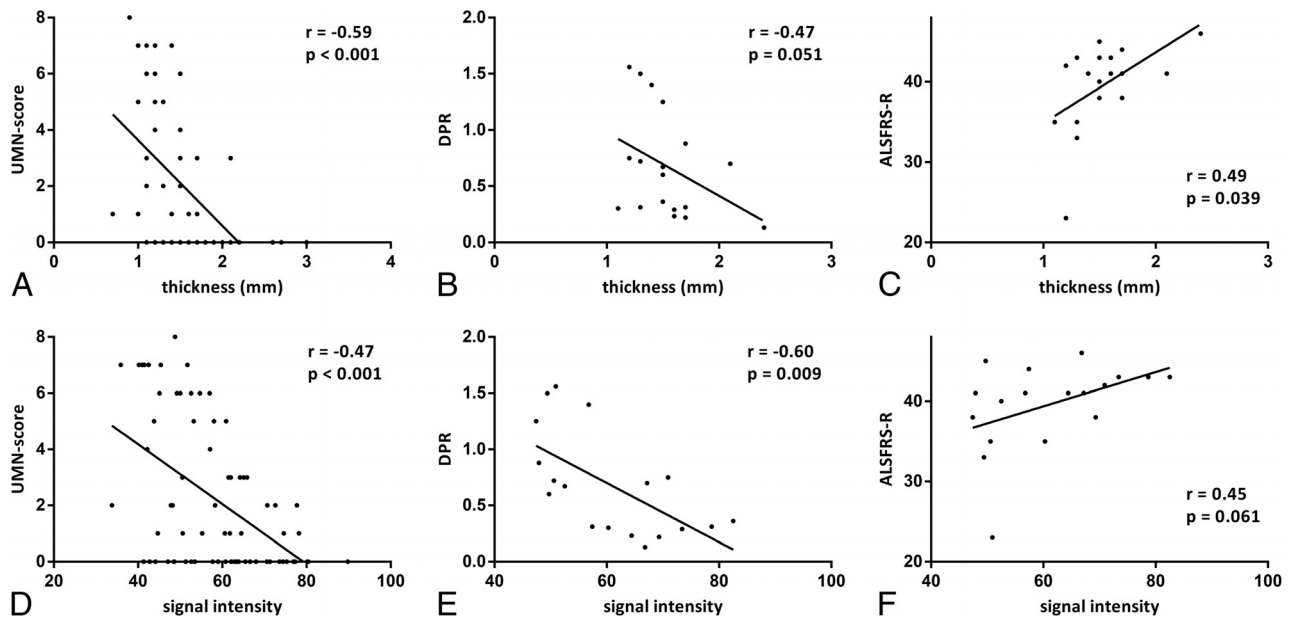 8
6
4
2
0
UMN-score
r = -0.59
p < 0.001
0 1 2 3 4
thickness (mm)
A
2.0
1.5
1.0
0.5
0.0
DPR
r = -0.47
p = 0.051
0 1 2 3
thickness (mm)
B
40
30
20
ALSFRS-R
r = 0.49
p = 0.039
0 1 2 3
thickness (mm)
C
8
6
4
2
0
UMN-score
r = -0.47
p < 0.001
20 40 60 80 100
signal intensity
D
2.0
1.5
1.0
0.5
0.0
DPR
r = -0.60
p = 0.009
40 60 80 100
signal intensity
E
40
30
20
ALSFRS-R
r = 0.45
p = 0.061
40 60 80 100
signal intensity
F